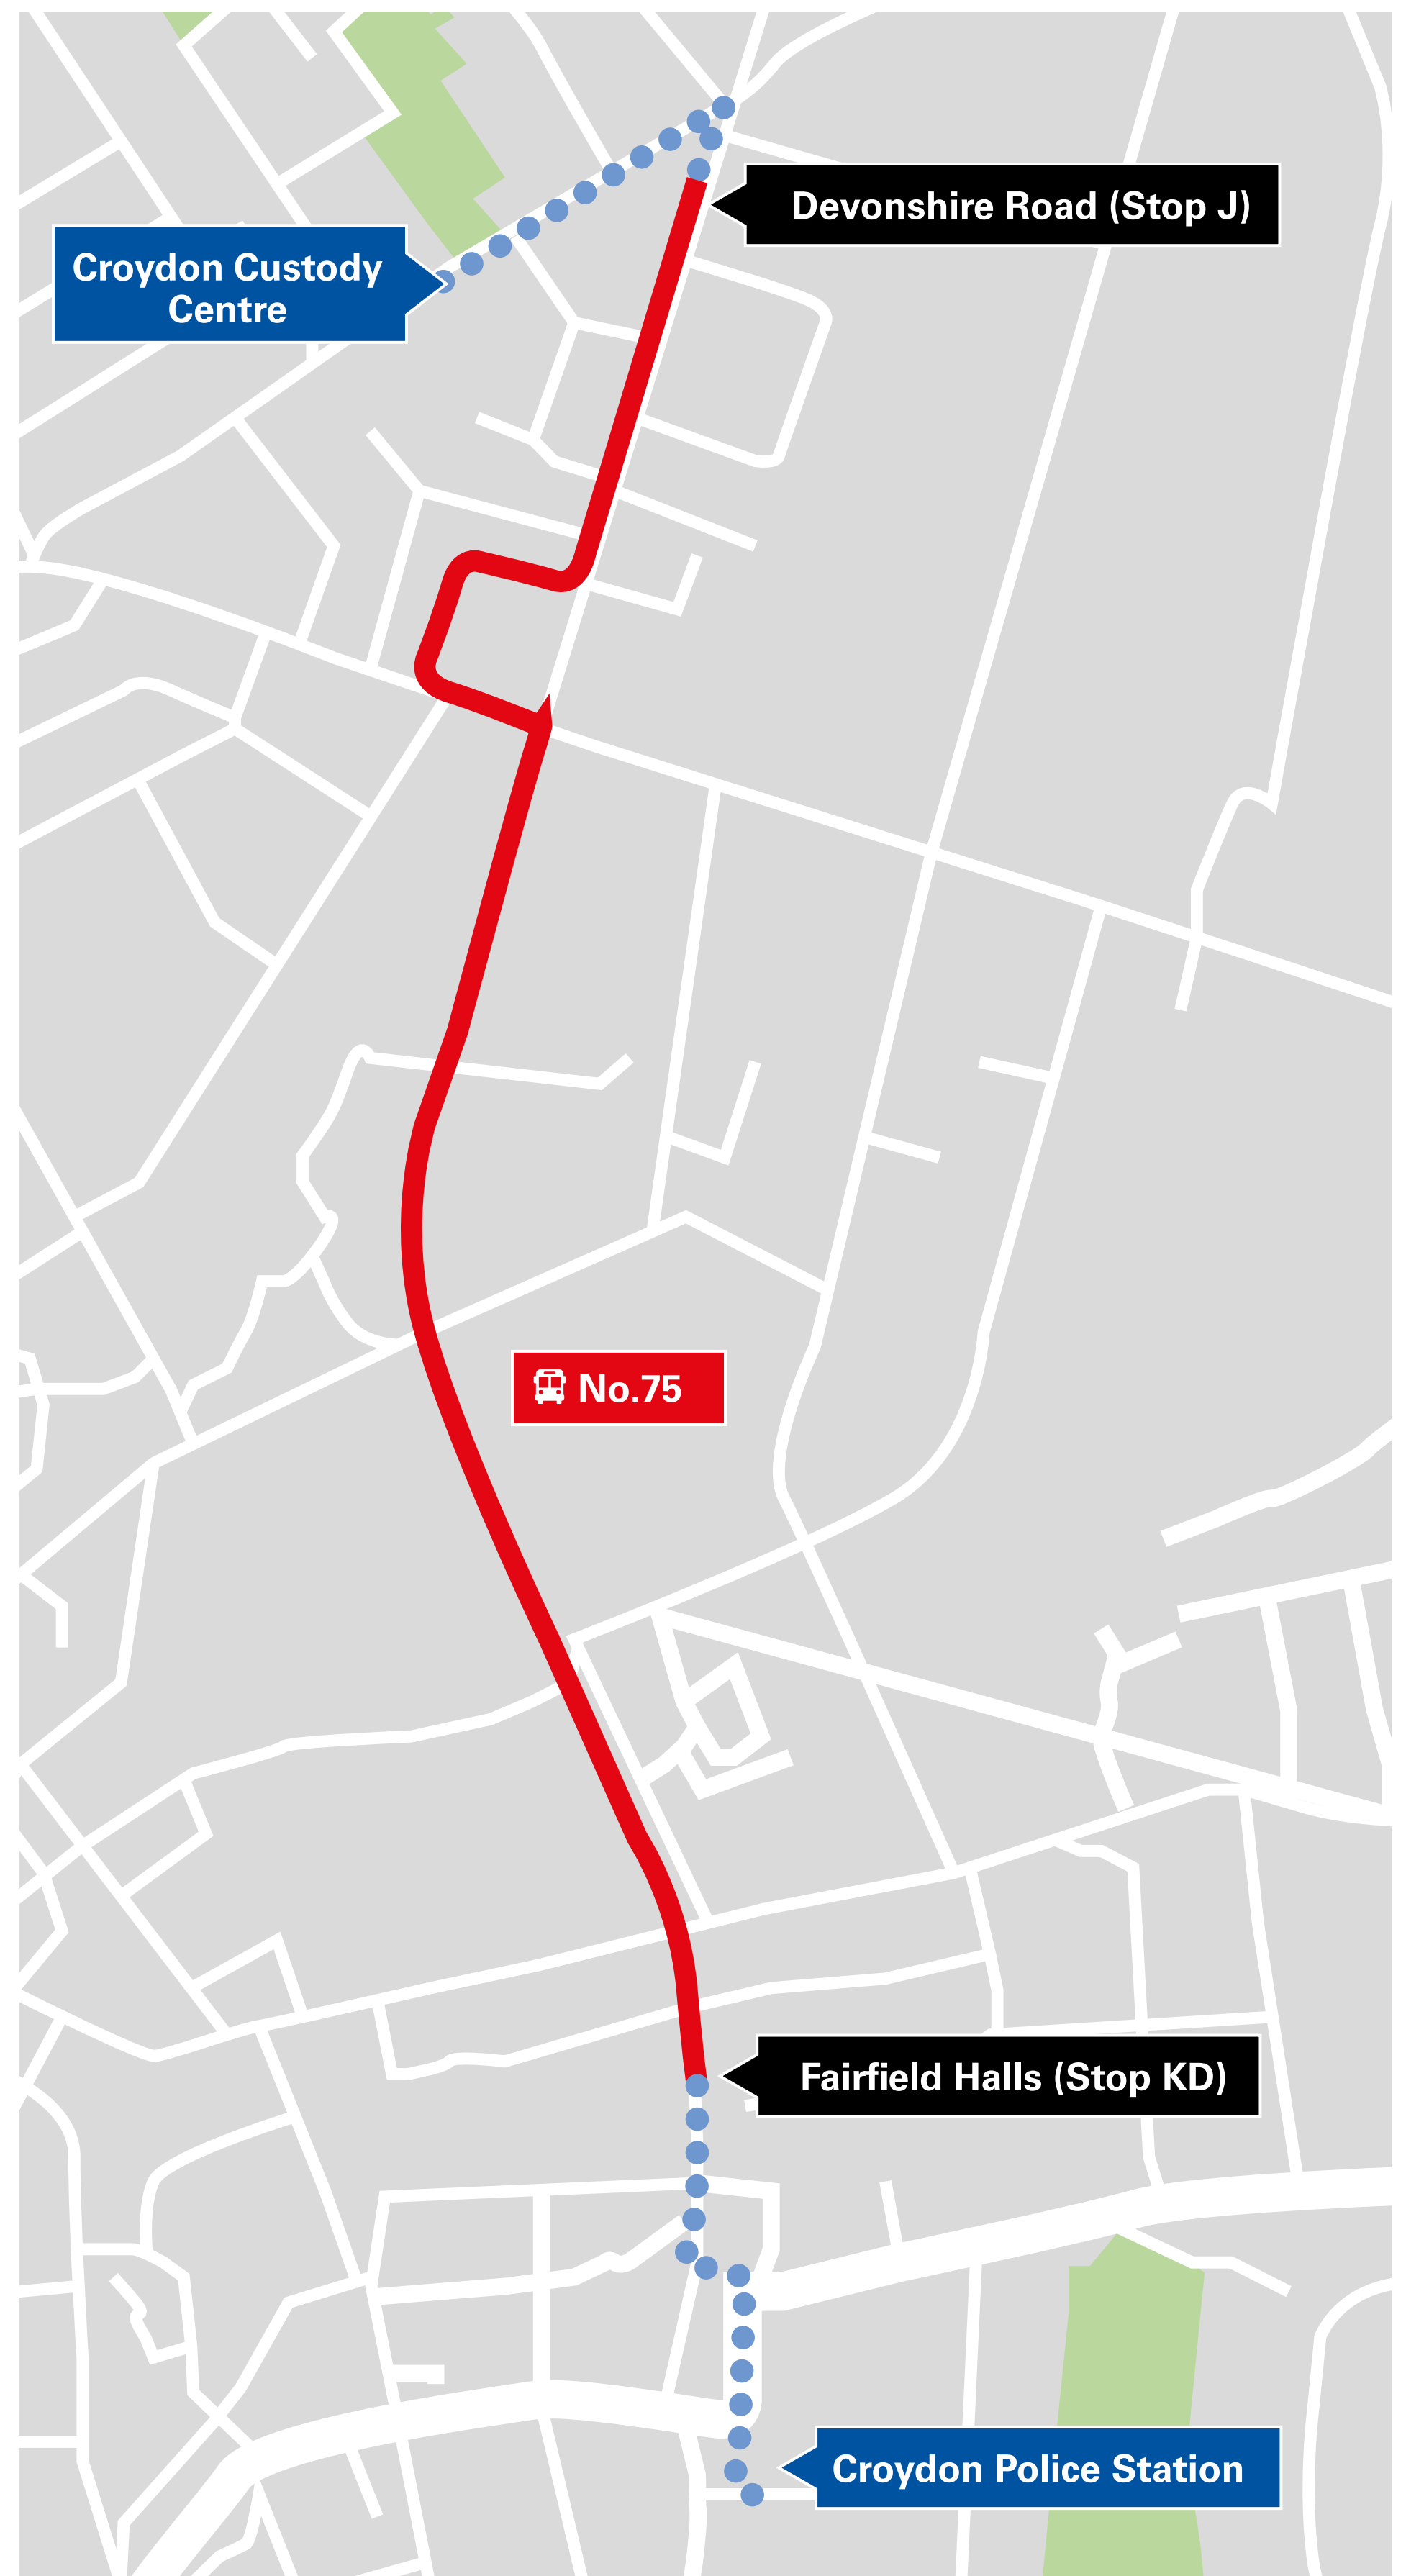 Devonshire Road (Stop J)
Croydon Custody
Centre
No.75
Fairfield Halls (Stop KD)
Croydon Police Station